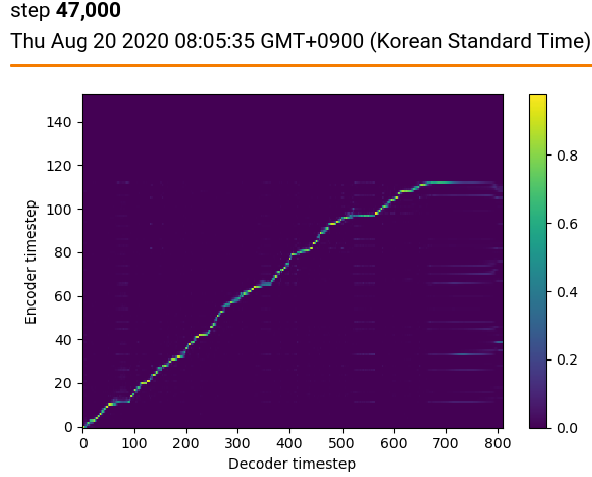 step 47,000
Thu Aug 20 2020 08:05:35 GMT+0900 (Korean Standard Time)
140
120
100
80
60
40
20
0
Encoder timestep
0 100 200 300 400 500 600 700 800
Decoder timestep
0.8
0.6
0.4
0.2
0.0